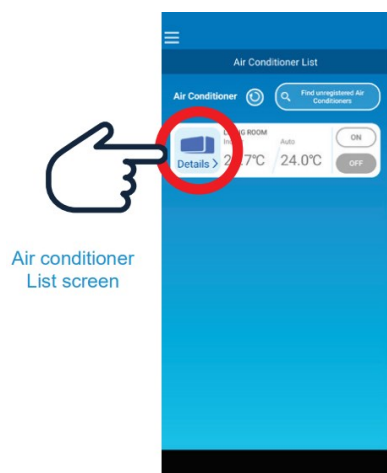 Air Conditioner List
Air Conditioner
Find unregistered Air
Conditioners
ROOM
Auto
ON
Details >
7°C
24.0°C
OFF
Air conditioner
List screen